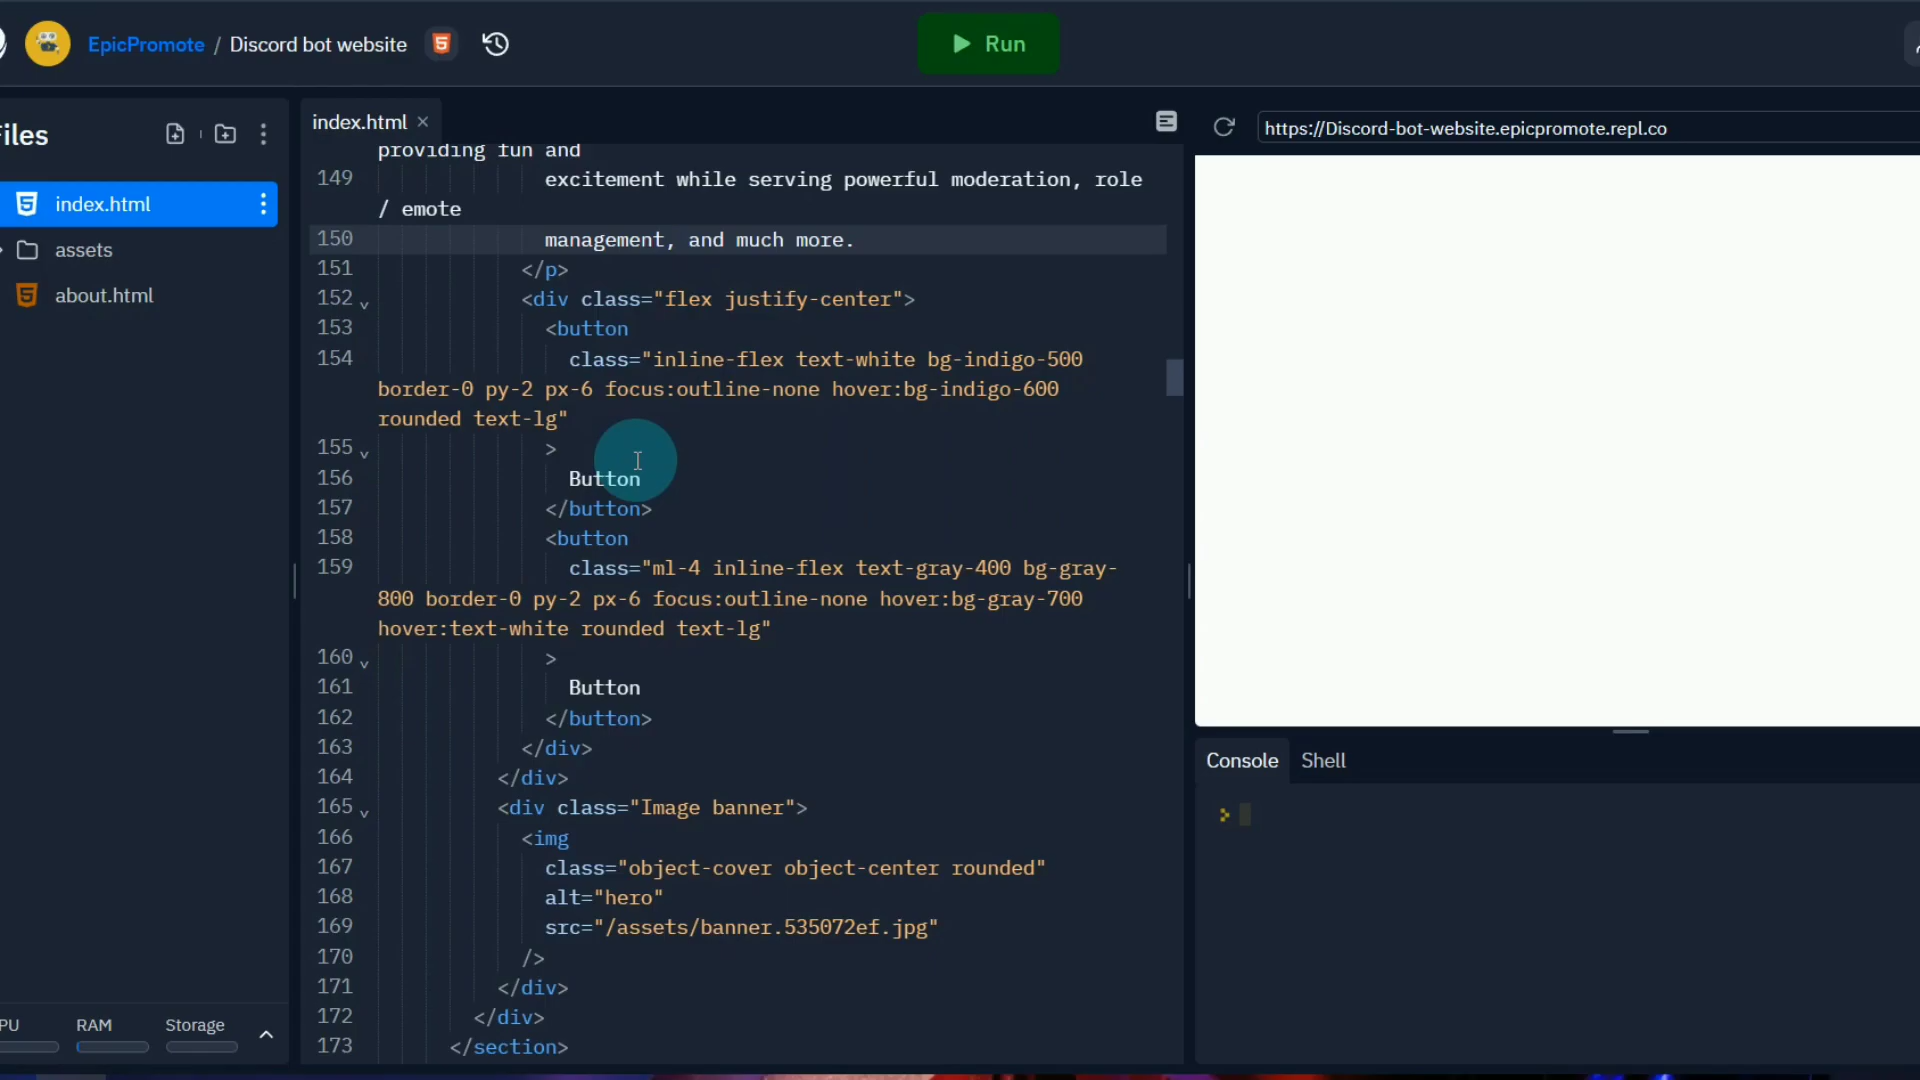 EpicPromote / Discord bot website
Run
Files
index.html
assets
about.html
PU
RAM
Storage
index.html
providing fun and
149 excitement while serving powerful moderation, role
/ emote
150 management, and much more.
151 </p>
152 <div class="flex justify-center">
153 <button
154 class="inline-flex text-white bg-indigo-500
border-0 py-2 px-6 focus:outline-none hover:bg-indigo-600
rounded text-lg"
155 >
156 Button
157 </button>
158 <button
159 class="ml-4 inline-flex text-gray-400 bg-gray-
800 border-0 py-2 px-6 focus:outline-none hover:bg-gray-700
hover:text-white rounded text-lg"
160 >
161 Button
162 </button>
163 </div>
164 </div>
165 <div class="Image banner">
166 <img
167 class="object-cover object-center rounded"
168 alt="hero"
169 src="/assets/banner.535072ef.jpg"
170 />
171 </div>
172 </div>
173 </section>
https://Discord-bot-website.epicpromote.repl.co
Console
Shell